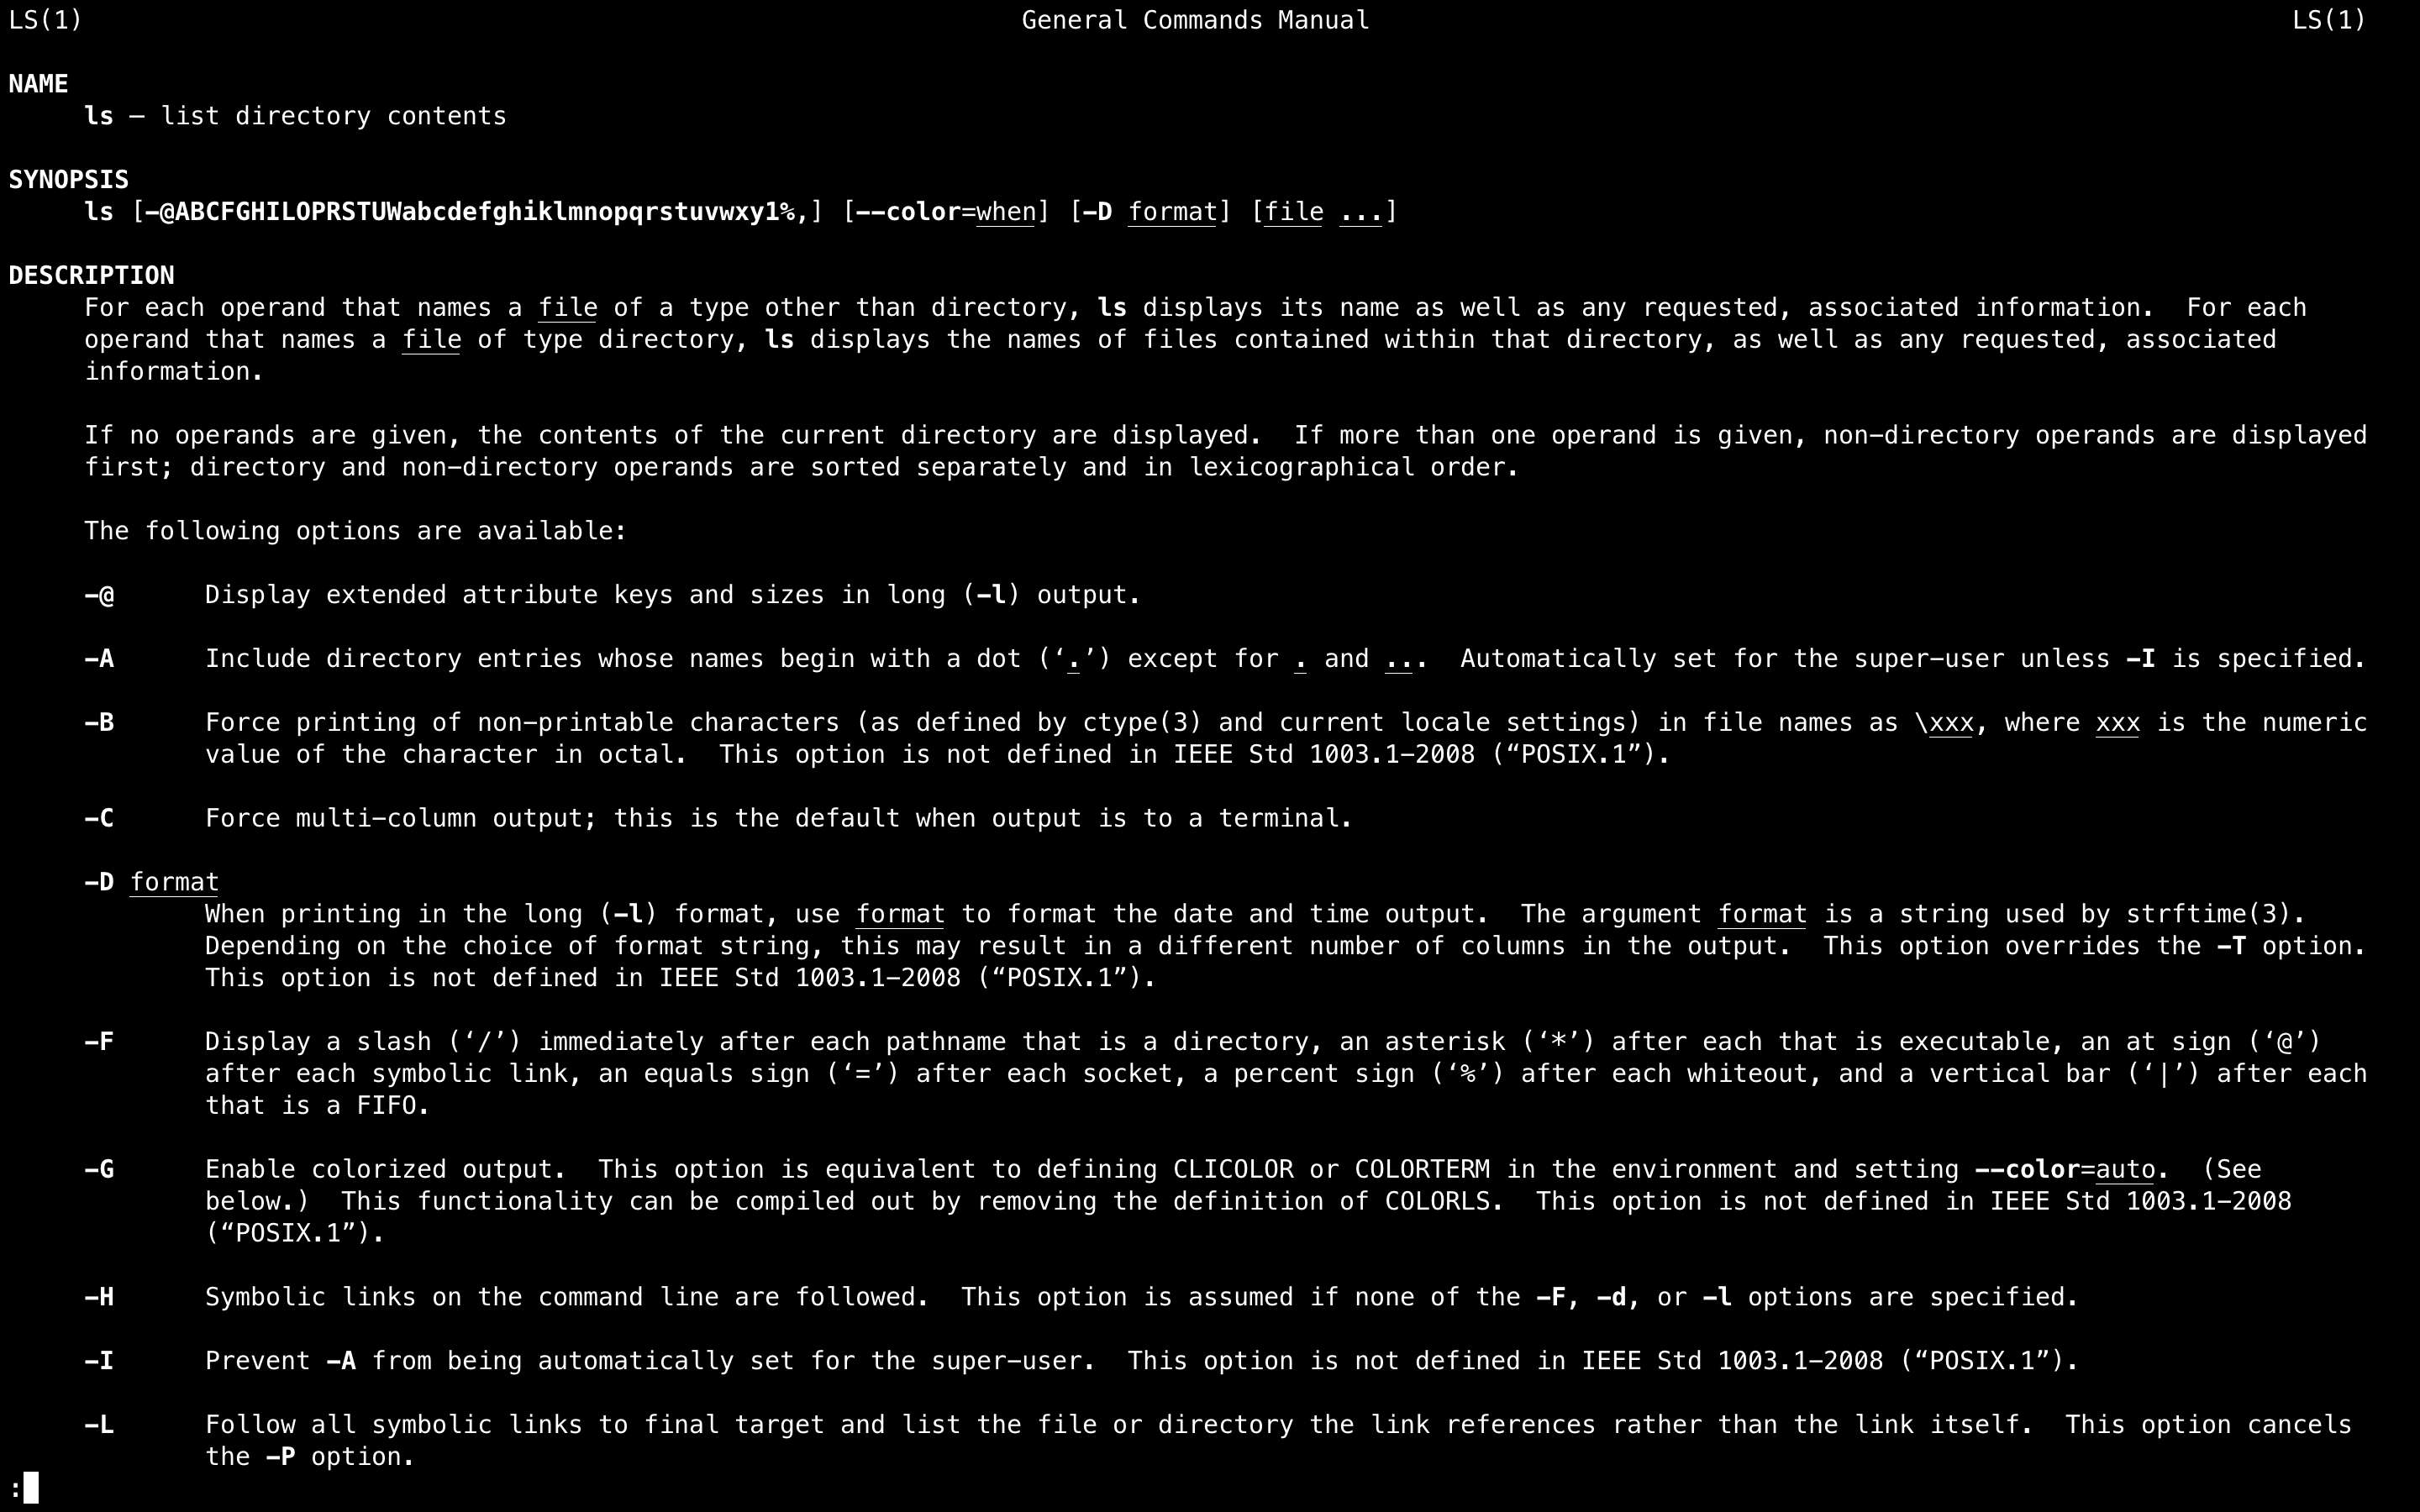 LS(1)                                                              General Commands Manual                                                             LS(1)
NAME
     ls – list directory contents
SYNOPSIS
     ls [-@ABCFGHILOPRSTUWabcdefghiklmnopqrstuvwxy1%,] [--color=when] [-D format] [file ...]
DESCRIPTION
     For each operand that names a file of a type other than directory, ls displays its name as well as any requested, associated information.  For each
     operand that names a file of type directory, ls displays the names of files contained within that directory, as well as any requested, associated
     information.
     If no operands are given, the contents of the current directory are displayed.  If more than one operand is given, non-directory operands are displayed
     first; directory and non-directory operands are sorted separately and in lexicographical order.
     The following options are available:
     -@      Display extended attribute keys and sizes in long (-l) output.
     -A      Include directory entries whose names begin with a dot (‘.’) except for . and ...  Automatically set for the super-user unless -I is specified.
     -B      Force printing of non-printable characters (as defined by ctype(3) and current locale settings) in file names as \xxx, where xxx is the numeric
             value of the character in octal.  This option is not defined in IEEE Std 1003.1-2008 (“POSIX.1”).
     -C      Force multi-column output; this is the default when output is to a terminal.
     -D format
             When printing in the long (-l) format, use format to format the date and time output.  The argument format is a string used by strftime(3).
             Depending on the choice of format string, this may result in a different number of columns in the output.  This option overrides the -T option.
             This option is not defined in IEEE Std 1003.1-2008 (“POSIX.1”).
     -F      Display a slash (‘/’) immediately after each pathname that is a directory, an asterisk (‘*’) after each that is executable, an at sign (‘@’)
             after each symbolic link, an equals sign (‘=’) after each socket, a percent sign (‘%’) after each whiteout, and a vertical bar (‘|’) after each
             that is a FIFO.
     -G      Enable colorized output.  This option is equivalent to defining CLICOLOR or COLORTERM in the environment and setting --color=auto.  (See
             below.)  This functionality can be compiled out by removing the definition of COLORLS.  This option is not defined in IEEE Std 1003.1-2008
             (“POSIX.1”).
     -H      Symbolic links on the command line are followed.  This option is assumed if none of the -F, -d, or -l options are specified.
     -I      Prevent -A from being automatically set for the super-user.  This option is not defined in IEEE Std 1003.1-2008 (“POSIX.1”).
     -L      Follow all symbolic links to final target and list the file or directory the link references rather than the link itself.  This option cancels
             the -P option.
: